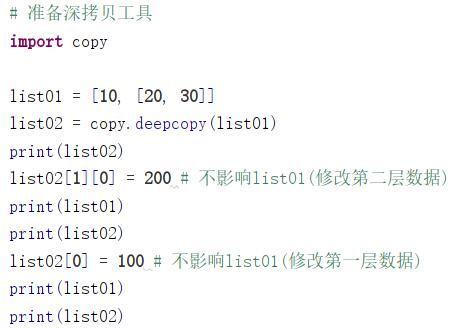 # 准备深拷贝工具
import copy

list01 = [10, [20, 30]]
list02 = copy.deepcopy(list01)
print(list02)
list02[1][0] = 200 # 不影响list01(修改第二层数据)
print(list01)
print(list02)
list02[0] = 100 # 不影响list01(修改第一层数据)
print(list01)
print(list02)